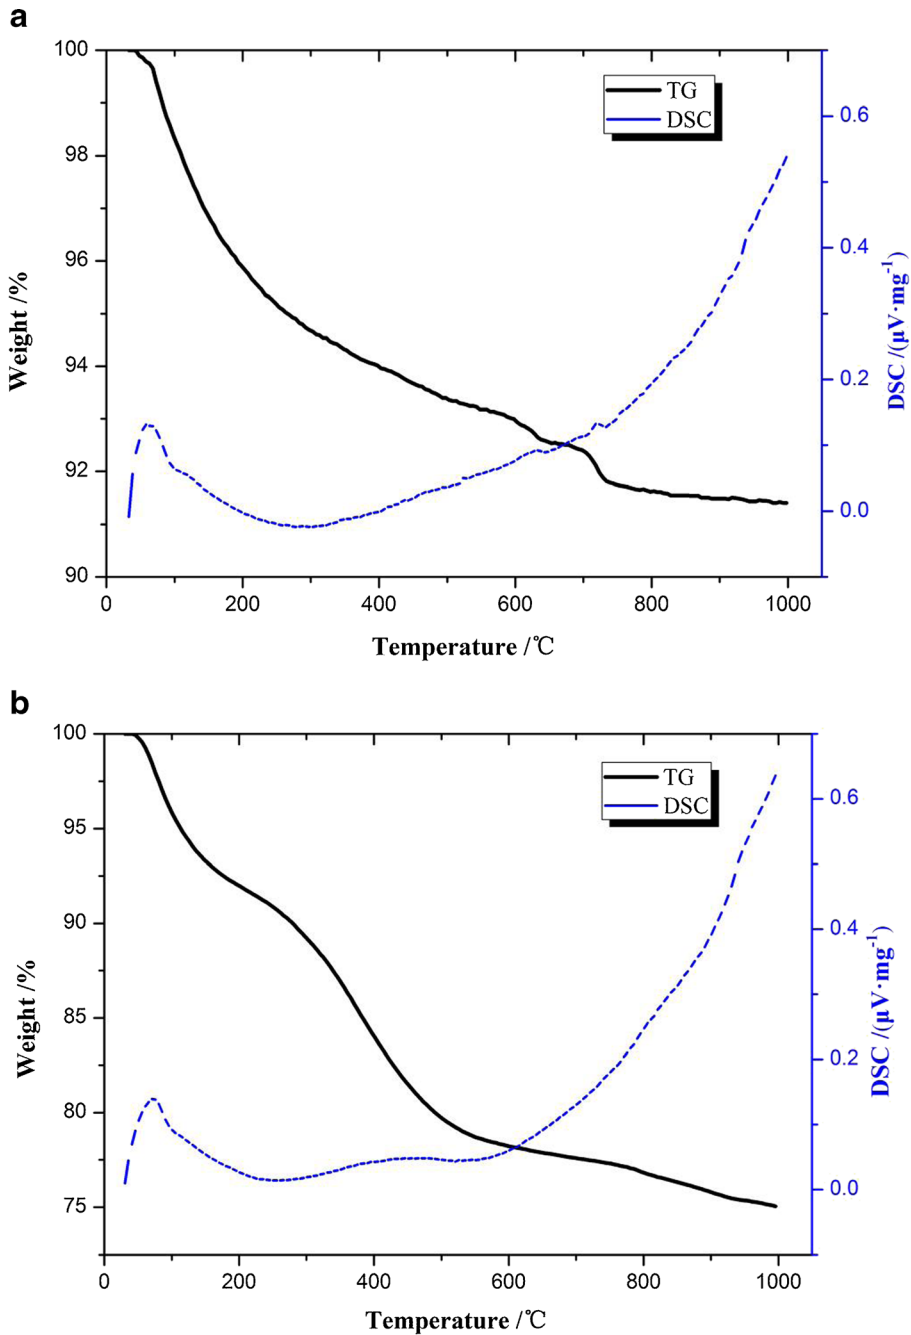 a
100
98
96
94
92
90
Weight /%
0
200
400
600
800
1000
Temperature /℃
0.6
0.4
0.2
0.0
DSC /(μV·mg⁻¹)
TG
DSC
b
100
95
90
85
80
75
Weight /%
0
200
400
600
800
1000
Temperature /℃
0.6
0.4
0.2
0.0
DSC /(μV·mg⁻¹)
TG
DSC